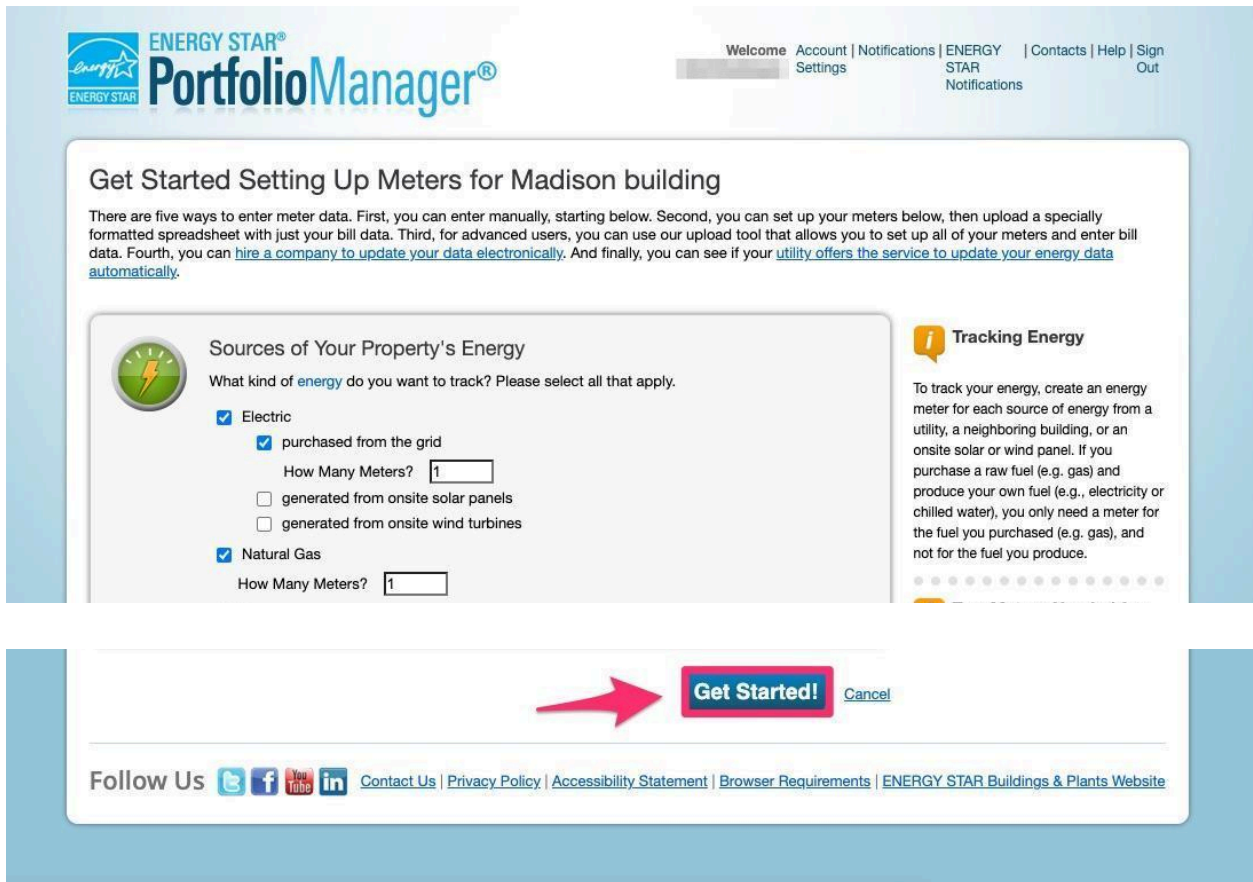 ENERGY STAR®
PortfolioManager®
energy
ENERGY STAR
Welcome Account | Notifications | ENERGY | Contacts | Help | Sign
Settings STAR Out
Notifications
Get Started Setting Up Meters for Madison building
There are five ways to enter meter data. First, you can enter manually, starting below. Second, you can set up your meters below, then upload a specially
formatted spreadsheet with just your bill data. Third, for advanced users, you can use our upload tool that allows you to set up all of your meters and enter bill
data. Fourth, you can hire a company to update your data electronically. And finally, you can see if your utility offers the service to update your energy data
automatically.
Sources of Your Property's Energy
What kind of energy do you want to track? Please select all that apply.
Electric
purchased from the grid
How Many Meters? 1
generated from onsite solar panels
generated from onsite wind turbines
Natural Gas
How Many Meters? 1
i Tracking Energy
To track your energy, create an energy
meter for each source of energy from a
utility, a neighboring building, or an
onsite solar or wind panel. If you
purchase a raw fuel (e.g. gas) and
produce your own fuel (e.g., electricity or
chilled water), you only need a meter for
the fuel you purchased (e.g. gas), and
not for the fuel you produce.
Get Started! Cancel
Follow Us You Tube in Contact Us | Privacy Policy | Accessibility Statement | Browser Requirements | ENERGY STAR Buildings & Plants Website